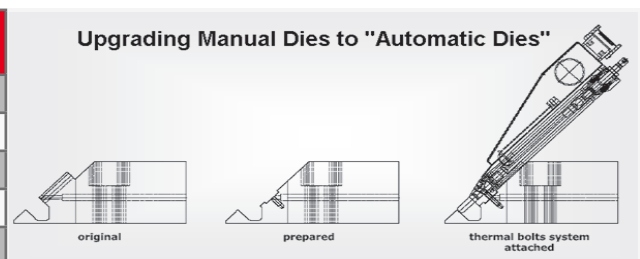 Upgrading Manual Dies to "Automatic Dies"
original
prepared
thermal bolts system
attached